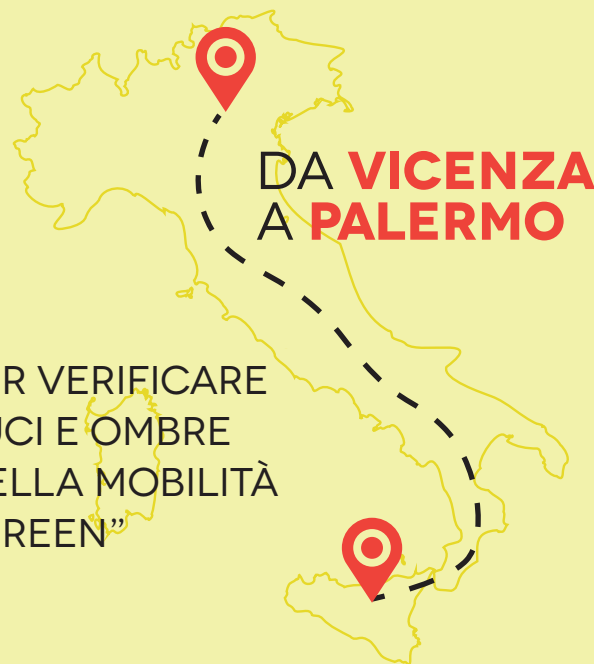 DA VICENZA
A PALERMO
R VERIFICARE
UCI E OMBRE
ELLA MOBILITÀ
REEN”